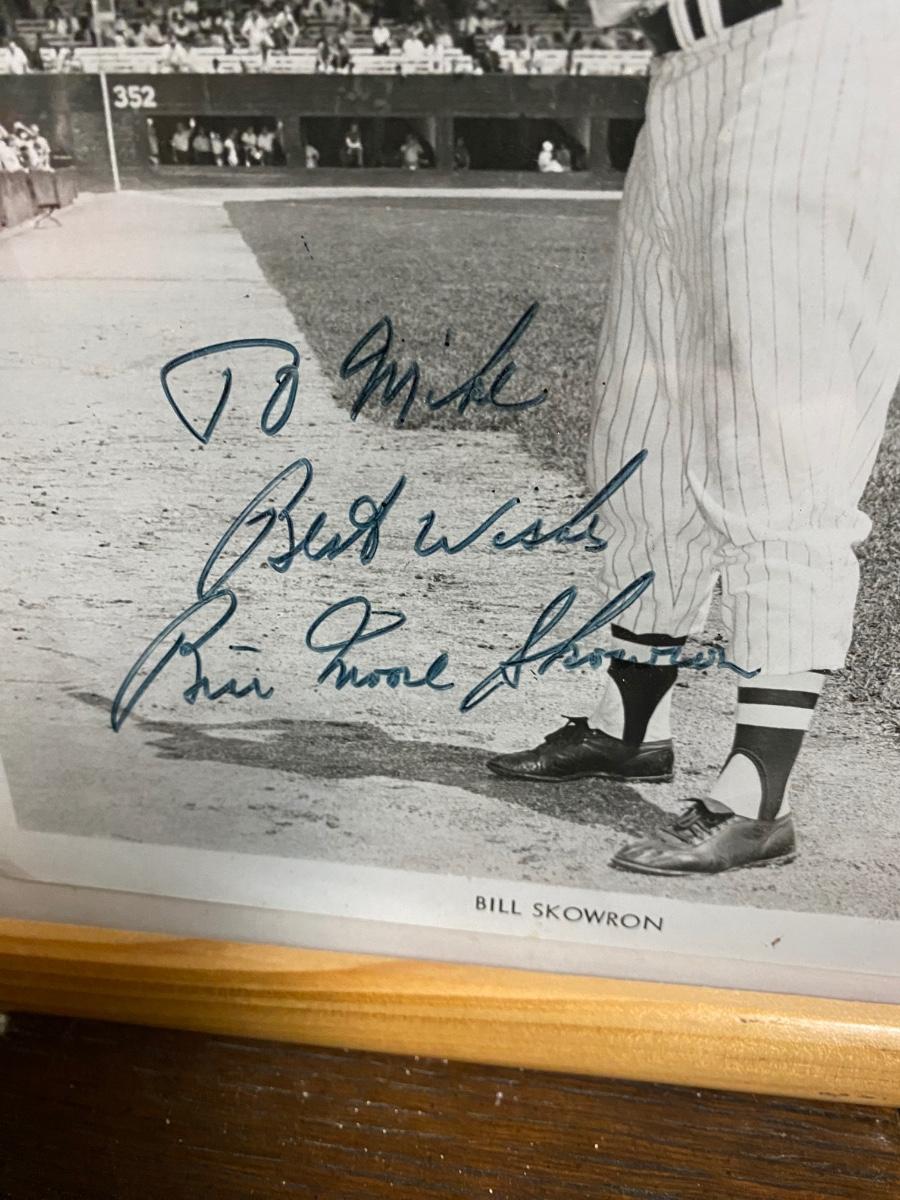 352
To Mike
Best Wishes
Bill Moose Skowron
BILL SKOWRON